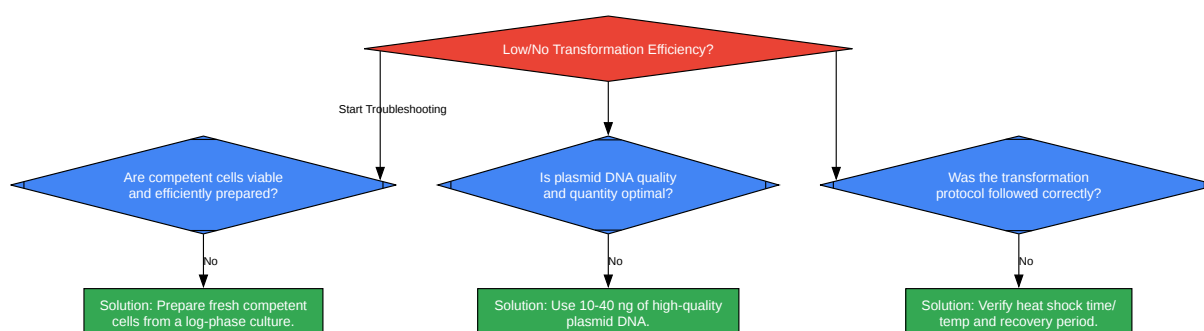 Low/No Transformation Efficiency?
Start Troubleshooting
Are competent cells viable
and efficiently prepared?
Is plasmid DNA quality
and quantity optimal?
Was the transformation
protocol followed correctly?
No
No
No
Solution: Prepare fresh competent
cells from a log-phase culture.
Solution: Use 10-40 ng of high-quality
plasmid DNA.
Solution: Verify heat shock time/
temp and recovery period.